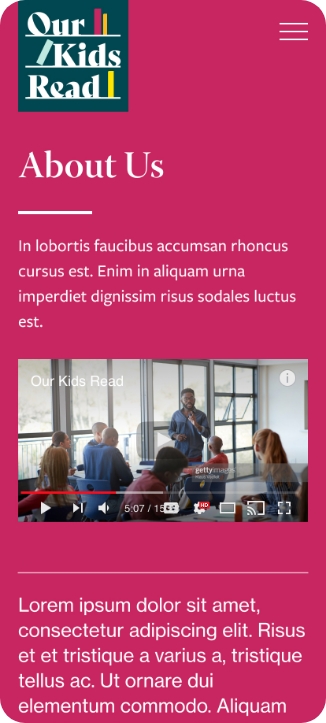 Our
Kids
Read
About Us
In lobortis faucibus accumsan rhoncus
cursus est. Enim in aliquam urna
imperdiet dignissim risus sodales luctus
est.
Our Kids Read
gettyimages
5:07 / 15
HD
Lorem ipsum dolor sit amet,
consectetur adipiscing elit. Risus
et et tristique a varius a, tristique
tellus ac. Ut ornare dui
elementum commodo. Aliquam